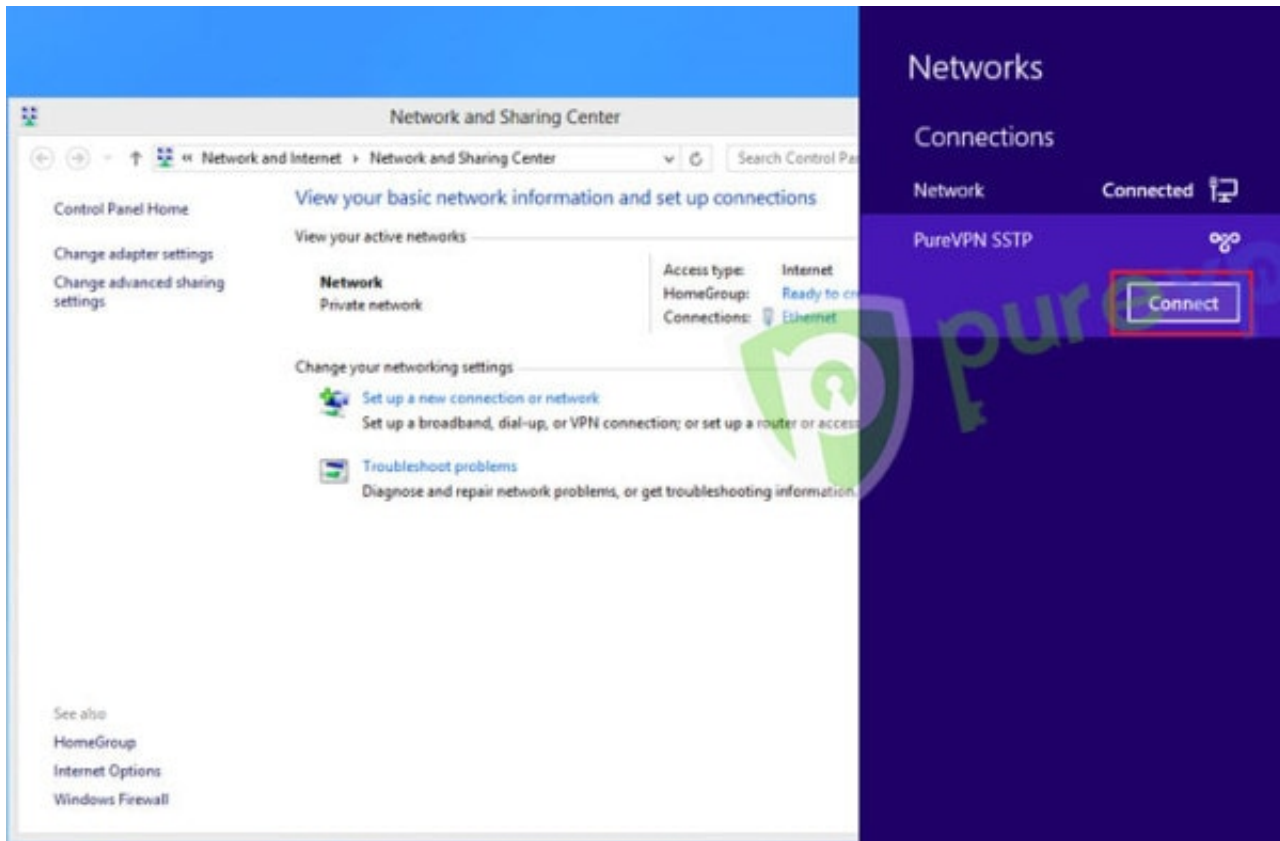 Network and Sharing Center
« Network and Internet › Network and Sharing Center
Search Control
Control Panel Home
Change adapter settings
Change advanced sharing
settings
View your basic network information and set up connections
View your active networks
Network
Private network
Access type: Internet
HomeGroup: Ready to
Connections: Ethernet
Change your networking settings
Set up a new connection or network
Set up a broadband, dial-up, or VPN connection; or set up a router or access
Troubleshoot problems
Diagnose and repair network problems, or get troubleshooting information.
See also
HomeGroup
Internet Options
Windows Firewall
Networks
Connections
Network Connected
PureVPN SSTP
Connect